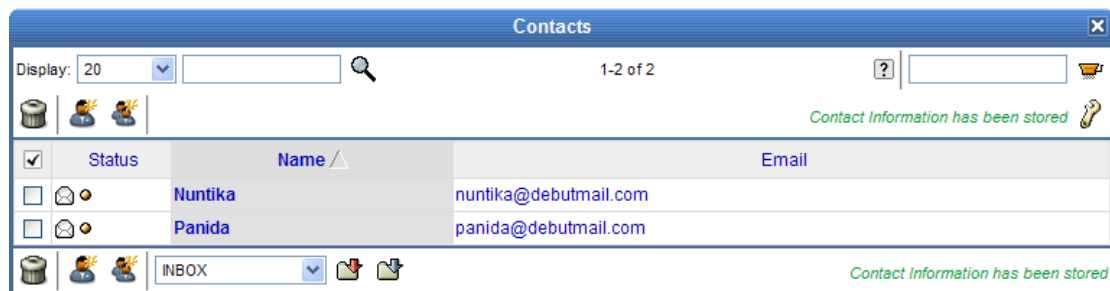 Contacts
Display: 20 1-2 of 2 ?
Contact Information has been stored
Status Name Email
Nuntika nuntika@debutmail.com
Panida panida@debutmail.com
INBOX Contact Information has been stored